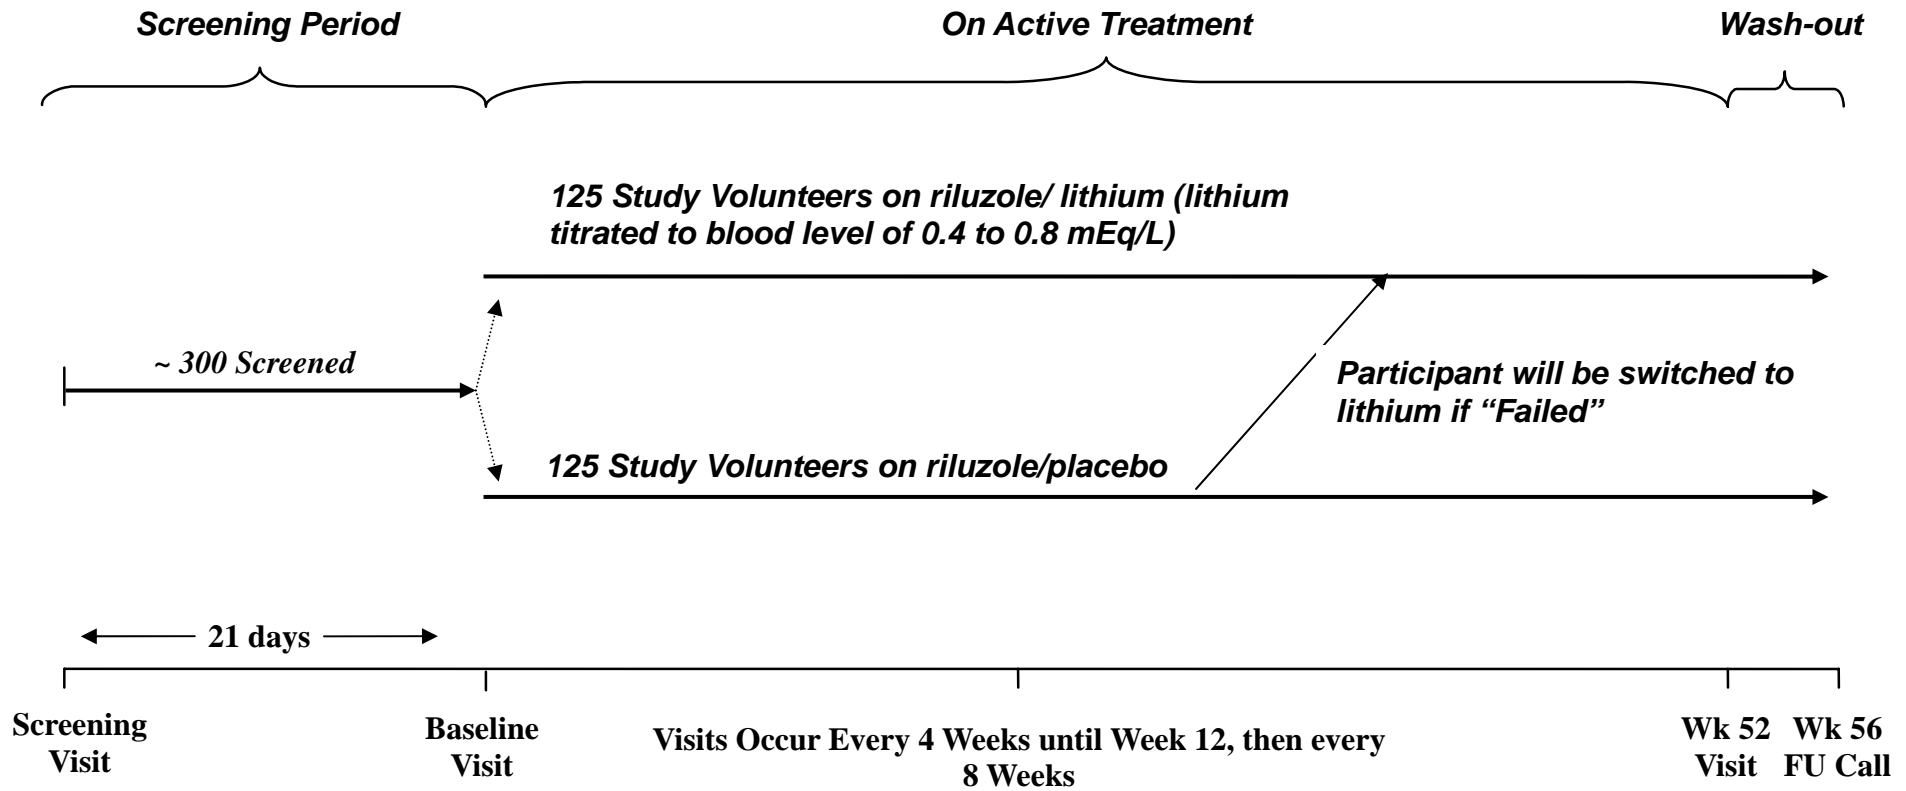 Screening Period
On Active Treatment
Wash-out
125 Study Volunteers on riluzole/ lithium (lithium
titrated to blood level of 0.4 to 0.8 mEq/L)
~ 300 Screened
Participant will be switched to
lithium if “Failed”
125 Study Volunteers on riluzole/placebo
21 days
Screening
Visit
Baseline
Visit
Visits Occur Every 4 Weeks until Week 12, then every
8 Weeks
Wk 52
Visit
Wk 56
FU Call